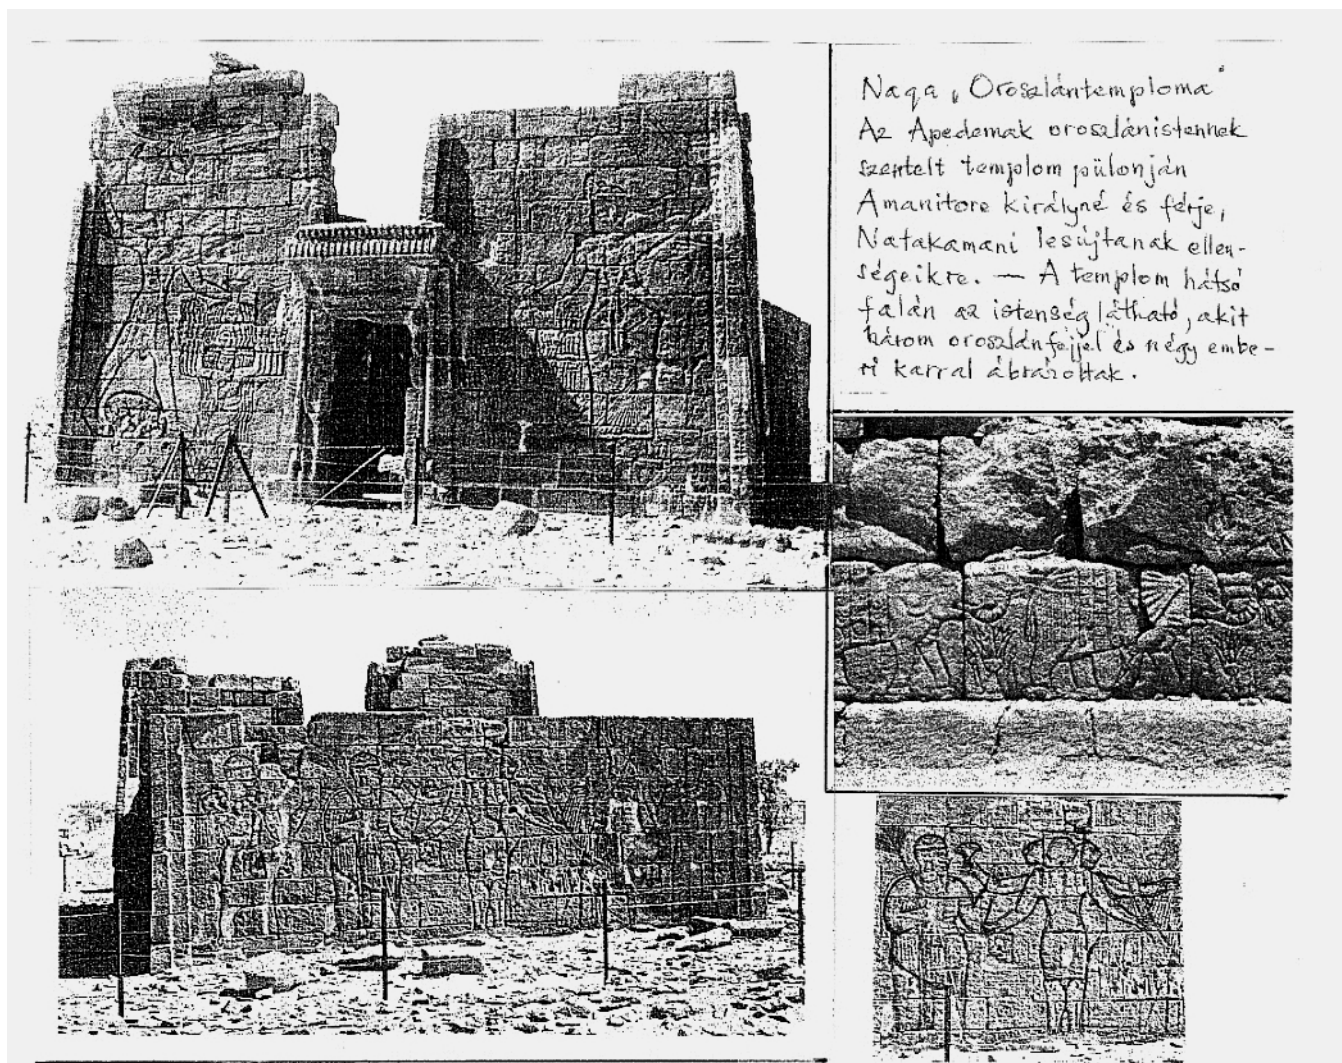 Naqa „Oroszlántemploma”
Az Apedemak oroszlánistennek
szentelt templom pülonján
Amanitore királyné és férje,
Natakamani lesújtanak ellen-
ségeikre. — A templom hátsó
falán az istenség látható, akit
három oroszlánfejjel és négy embe-
ri karral ábrázoltak.